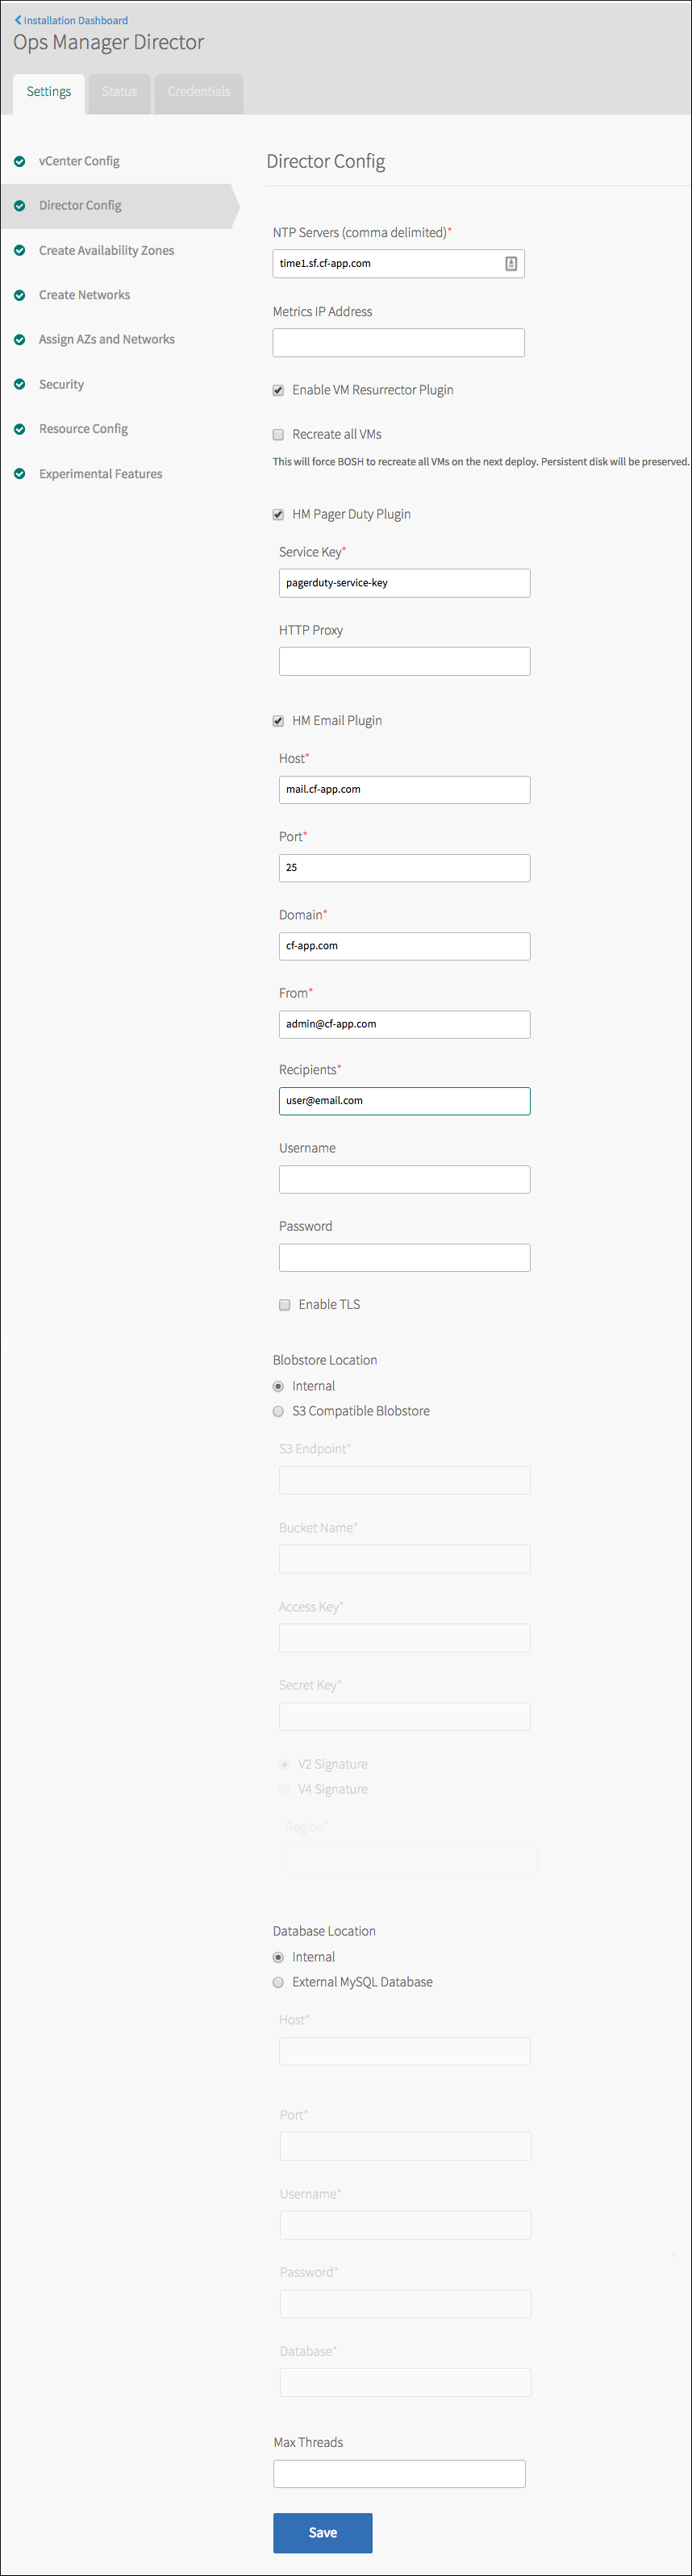 Installation Dashboard
Ops Manager Director
Settings
Status
Credentials
vCenter Config
Director Config
Create Availability Zones
Create Networks
Assign AZs and Networks
Security
Resource Config
Experimental Features
Director Config
NTP Servers (comma delimited)*
time1.sf.cf-app.com
Metrics IP Address
Enable VM Resurrector Plugin
Recreate all VMs
This will force BOSH to recreate all VMs on the next deploy. Persistent disk will be preserved.
HM Pager Duty Plugin
Service Key*
pagerduty-service-key
HTTP Proxy
HM Email Plugin
Host*
mail.cf-app.com
Port*
25
Domain*
cf-app.com
From*
admin@cf-app.com
Recipients*
user@email.com
Username
Password
Enable TLS
Blobstore Location
Internal
S3 Compatible Blobstore
S3 Endpoint*
Bucket Name*
Access Key*
Secret Key*
V2 Signature
V4 Signature
Region*
Database Location
Internal
External MySQL Database
Host*
Port*
Username*
Password*
Database*
Max Threads
Save